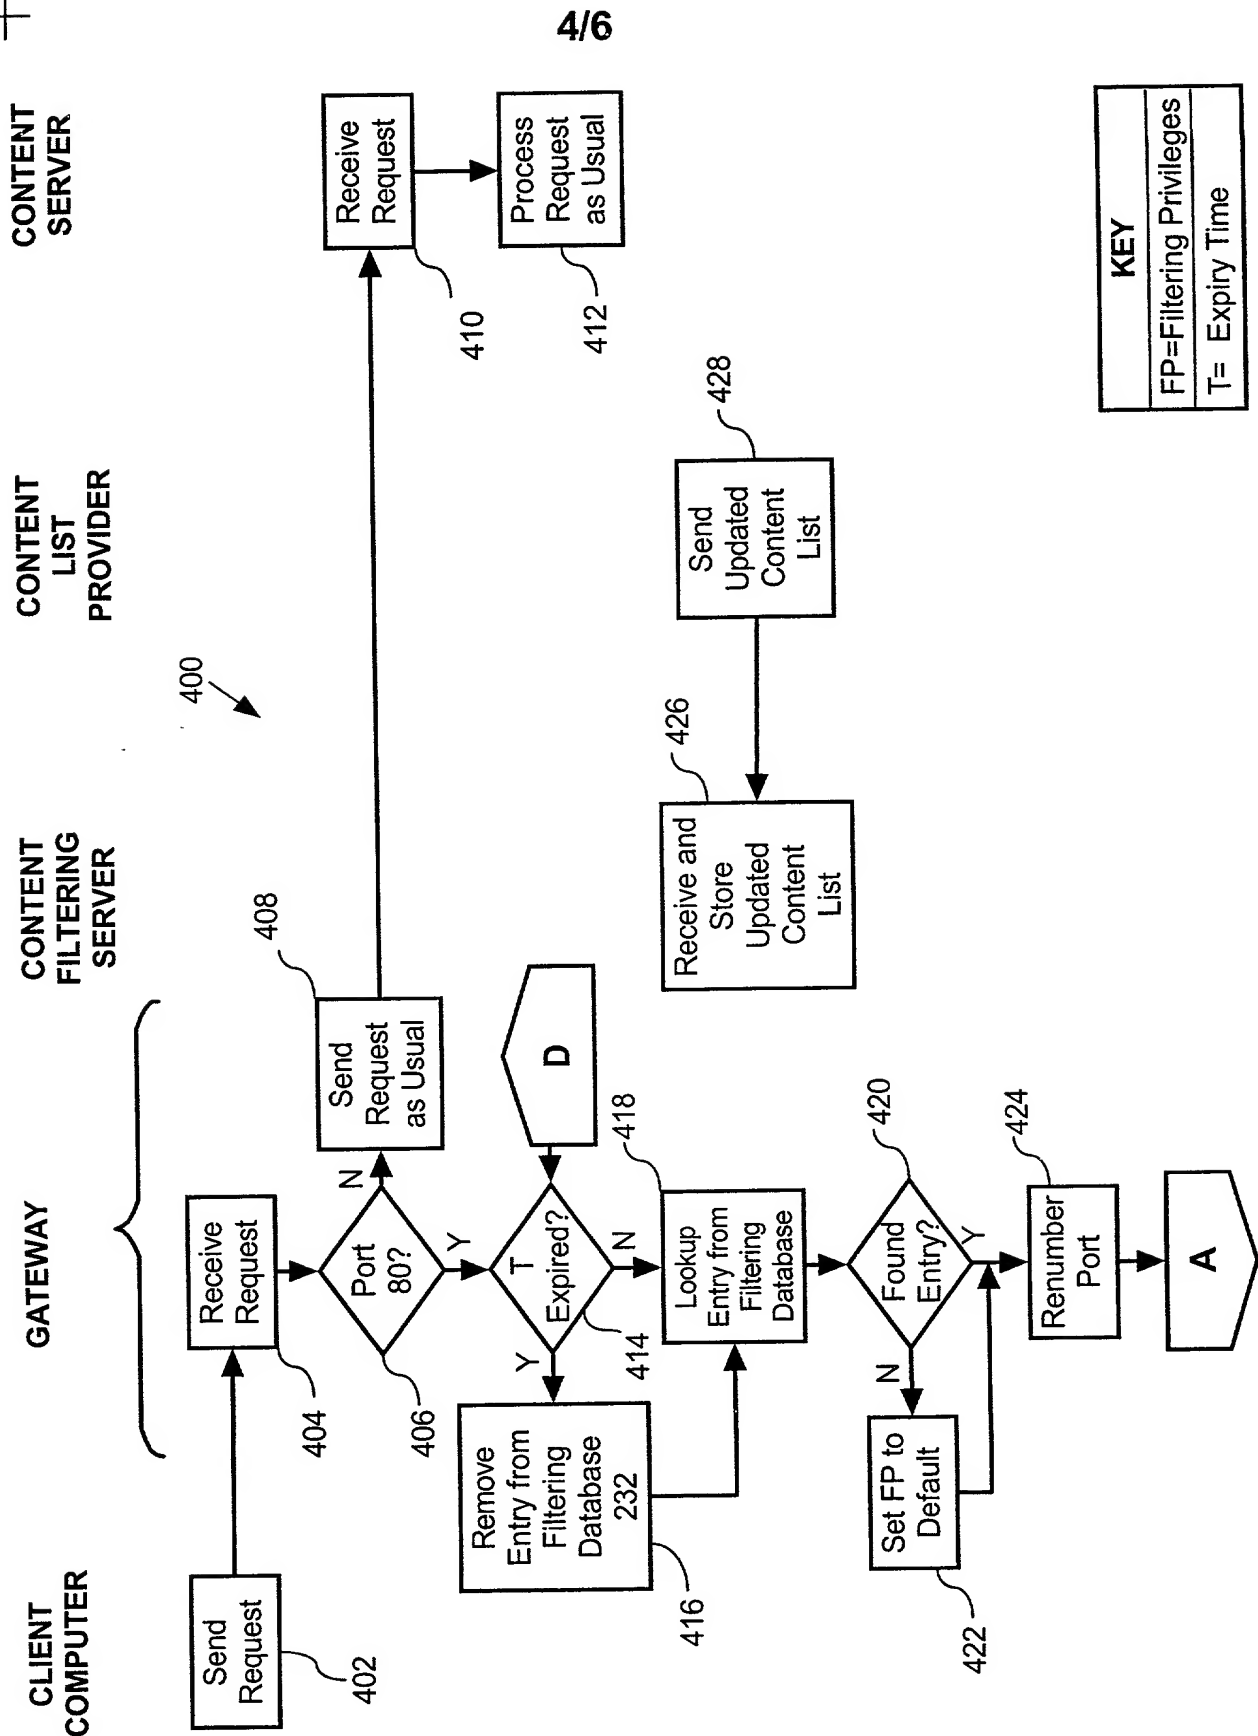 4/6
CLIENT
COMPUTER
GATEWAY
CONTENT
FILTERING
SERVER
CONTENT
LIST
PROVIDER
CONTENT
SERVER
400
Send
Request
402
Receive
Request
404
Port
80?
406
N
Y
Send
Request
as Usual
408
Receive
Request
410
Process
Request
as Usual
412
D
T
Expired?
414
Y
N
Remove
Entry from
Filtering
Database
232
416
Lookup
Entry from
Filtering
Database
418
Found
Entry?
420
N
Y
Set FP to
Default
422
Renumber
Port
424
A
Receive and
Store
Updated
Content
List
426
Send
Updated
Content
List
428
KEY
FP=Filtering Privileges
T= Expiry Time